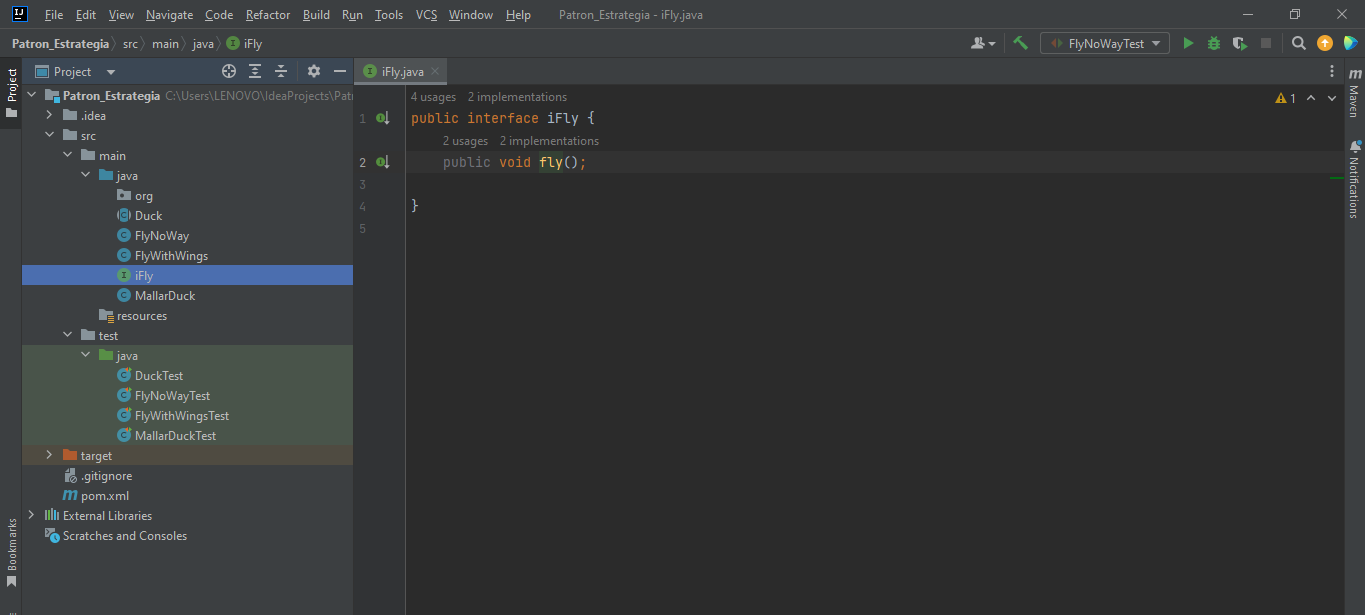 File Edit View Navigate Code Refactor Build Run Tools VCS Window Help Patron_Estrategia - iFly.java
Patron_Estrategia src main java iFly FlyNoWayTest
Project
Project
iFly.java
Patron_Estrategia C:\Users\LENOVO\IdeaProjects\Patr
.idea
src
main
java
org
Duck
FlyNoWay
FlyWithWings
iFly
MallarDuck
resources
test
java
DuckTest
FlyNoWayTest
FlyWithWingsTest
MallarDuckTest
target
.gitignore
pom.xml
External Libraries
Scratches and Consoles
Bookmarks
4 usages 2 implementations
1 public interface iFly {
2 usages 2 implementations
2 public void fly();
3
4 }
5
1
Maven
Notifications